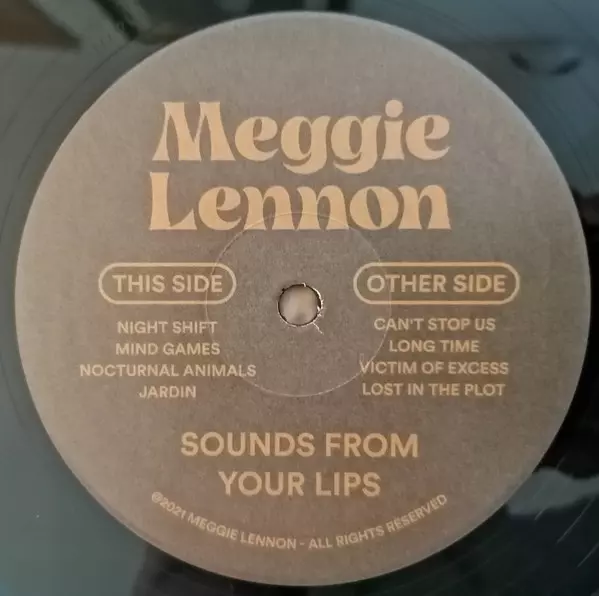 Meggie
Lennon
THIS SIDE
NIGHT SHIFT
MIND GAMES
NOCTURNAL ANIMALS
JARDIN
OTHER SIDE
CAN'T STOP US
LONG TIME
VICTIM OF EXCESS
LOST IN THE PLOT
SOUNDS FROM
YOUR LIPS
@2021 MEGGIE LENNON - ALL RIGHTS RESERVED